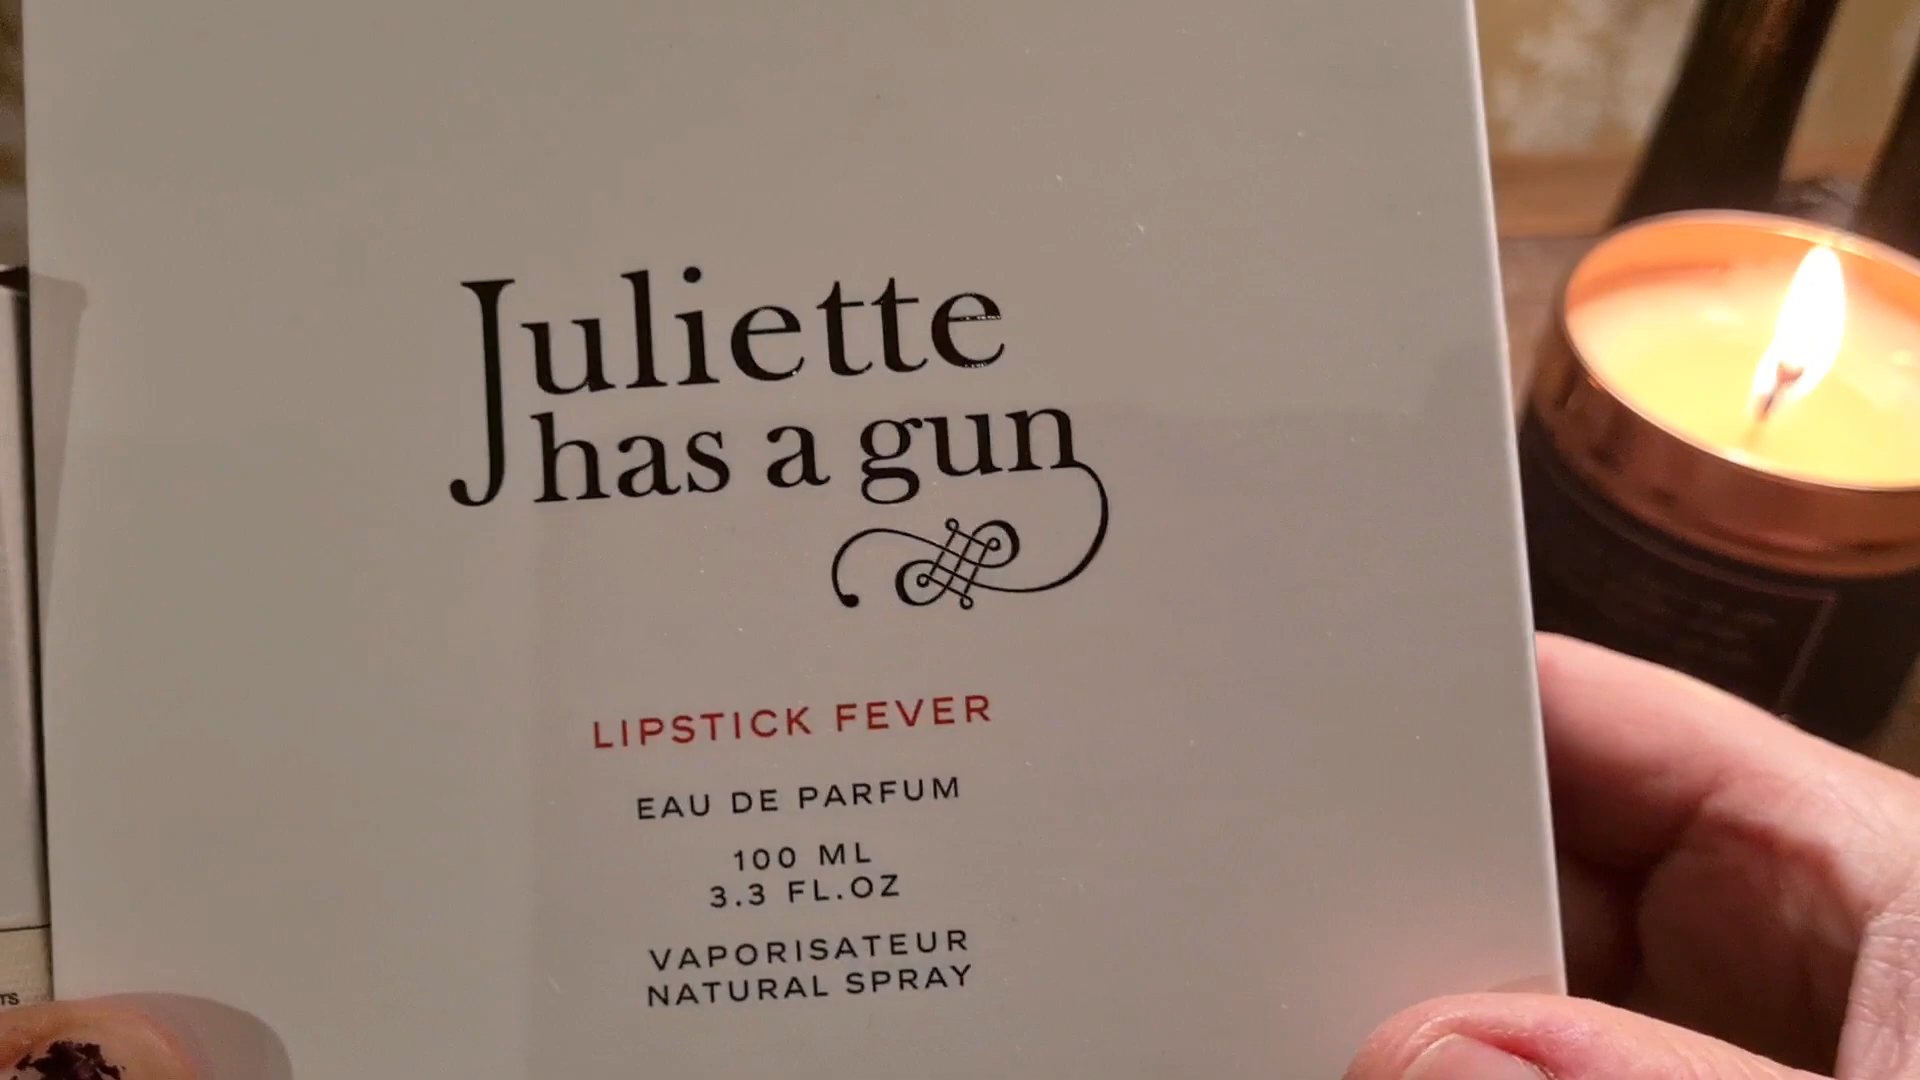 Juliette
has a gun
LIPSTICK FEVER
EAU DE PARFUM
100 ML
3.3 FL.OZ
VAPORISATEUR
NATURAL SPRAY